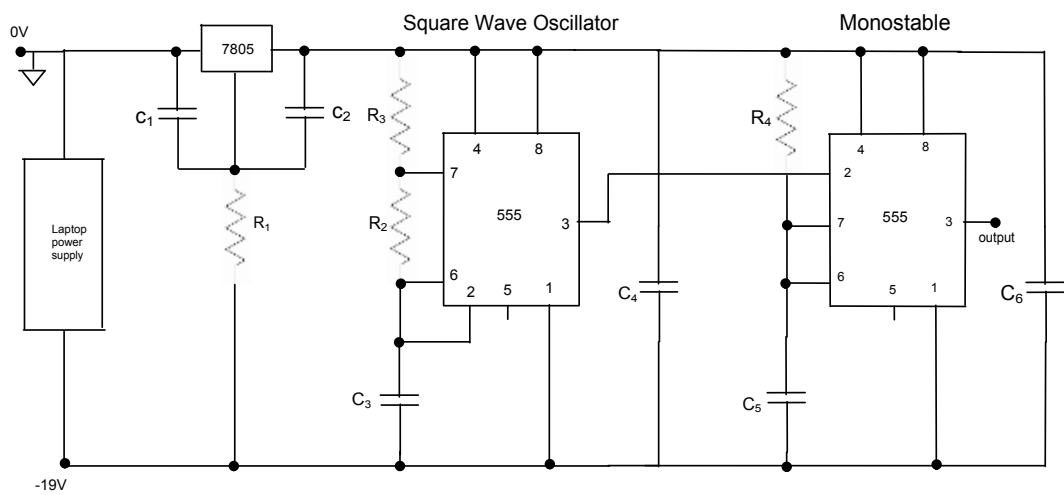 Square Wave Oscillator
Monostable
0V
7805
C₁
C₂
R₃
R₄
4
8
4
8
7
2
555
3
R₂
R₁
7
555
3
output
Laptop
power
supply
6
2
5
1
6
5
1
C₄
C₆
C₃
C₅
-19V